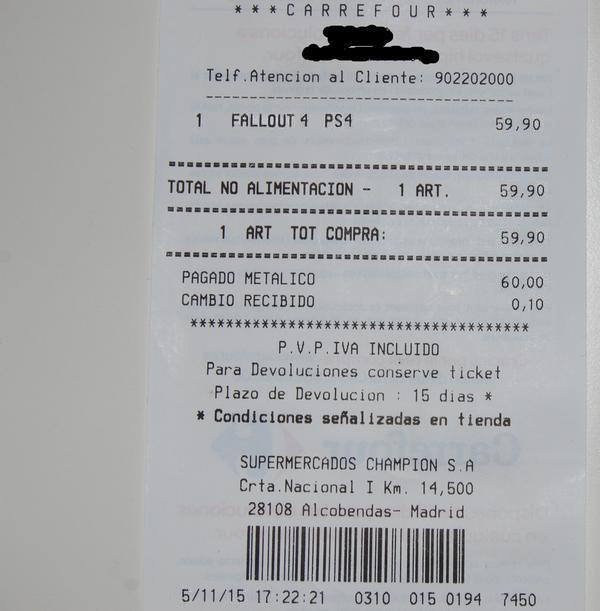 ***CARREFOUR***
Telf.Atencion al Cliente: 902202000
1 FALLOUT 4 PS4 59,90
TOTAL NO ALIMENTACION - 1 ART. 59,90
1 ART TOT COMPRA: 59,90
PAGADO METALICO 60,00
CAMBIO RECIBIDO 0,10
**************************************
P.V.P.IVA INCLUIDO
Para Devoluciones conserve ticket
Plazo de Devolucion : 15 dias *
* Condiciones señalizadas en tienda
SUPERMERCADOS CHAMPION S.A
Crta.Nacional I Km. 14,500
28108 Alcobendas- Madrid
5/11/15 17:22:21 0310 015 0194 7450